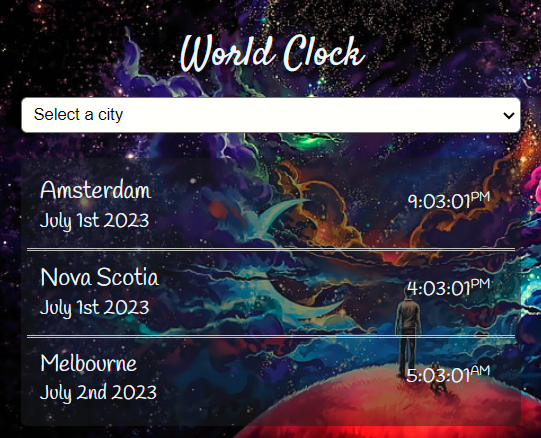 World Clock
Select a city
Amsterdam
July 1st 2023
9:03:01PM
Nova Scotia
July 1st 2023
4:03:01PM
Melbourne
July 2nd 2023
5:03:01AM